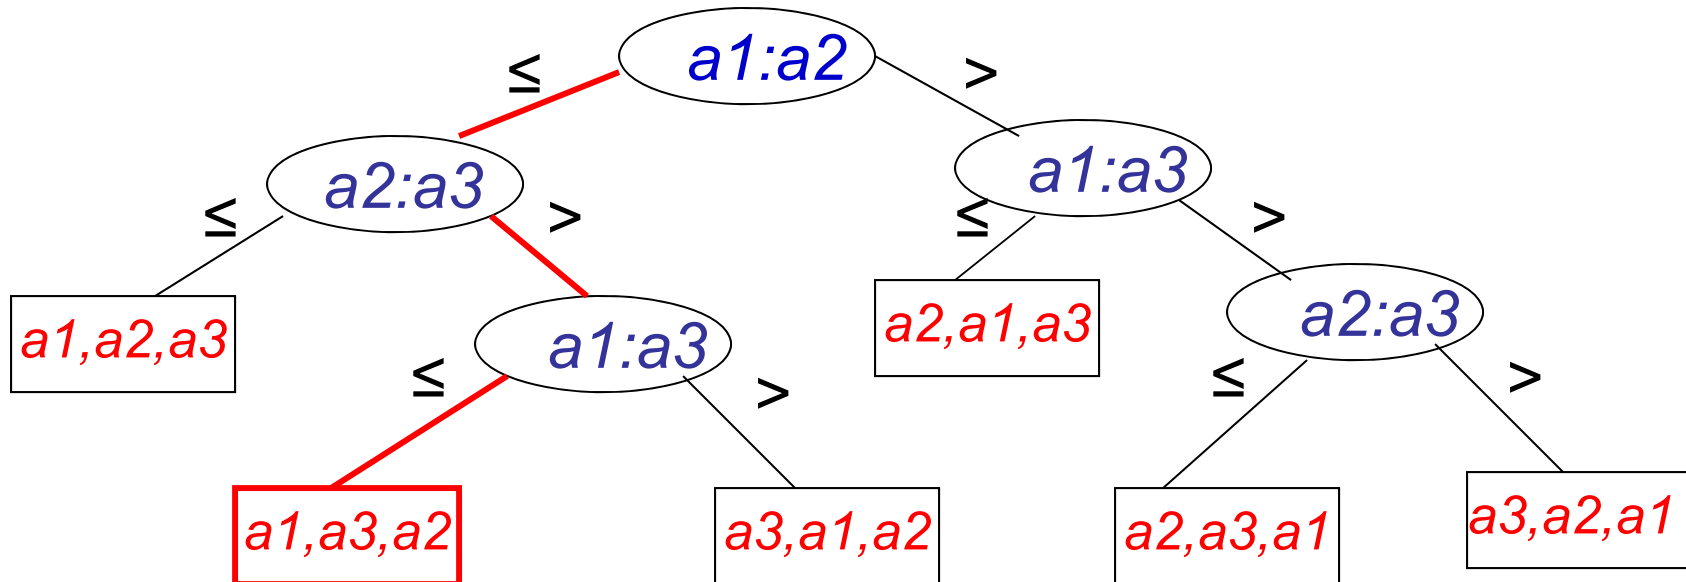 a1:a2
≤
>
a2:a3
a1:a3
≤
>
≤
>
a1,a2,a3
a1:a3
a2,a1,a3
a2:a3
≤
>
≤
>
a1,a3,a2
a3,a1,a2
a2,a3,a1
a3,a2,a1